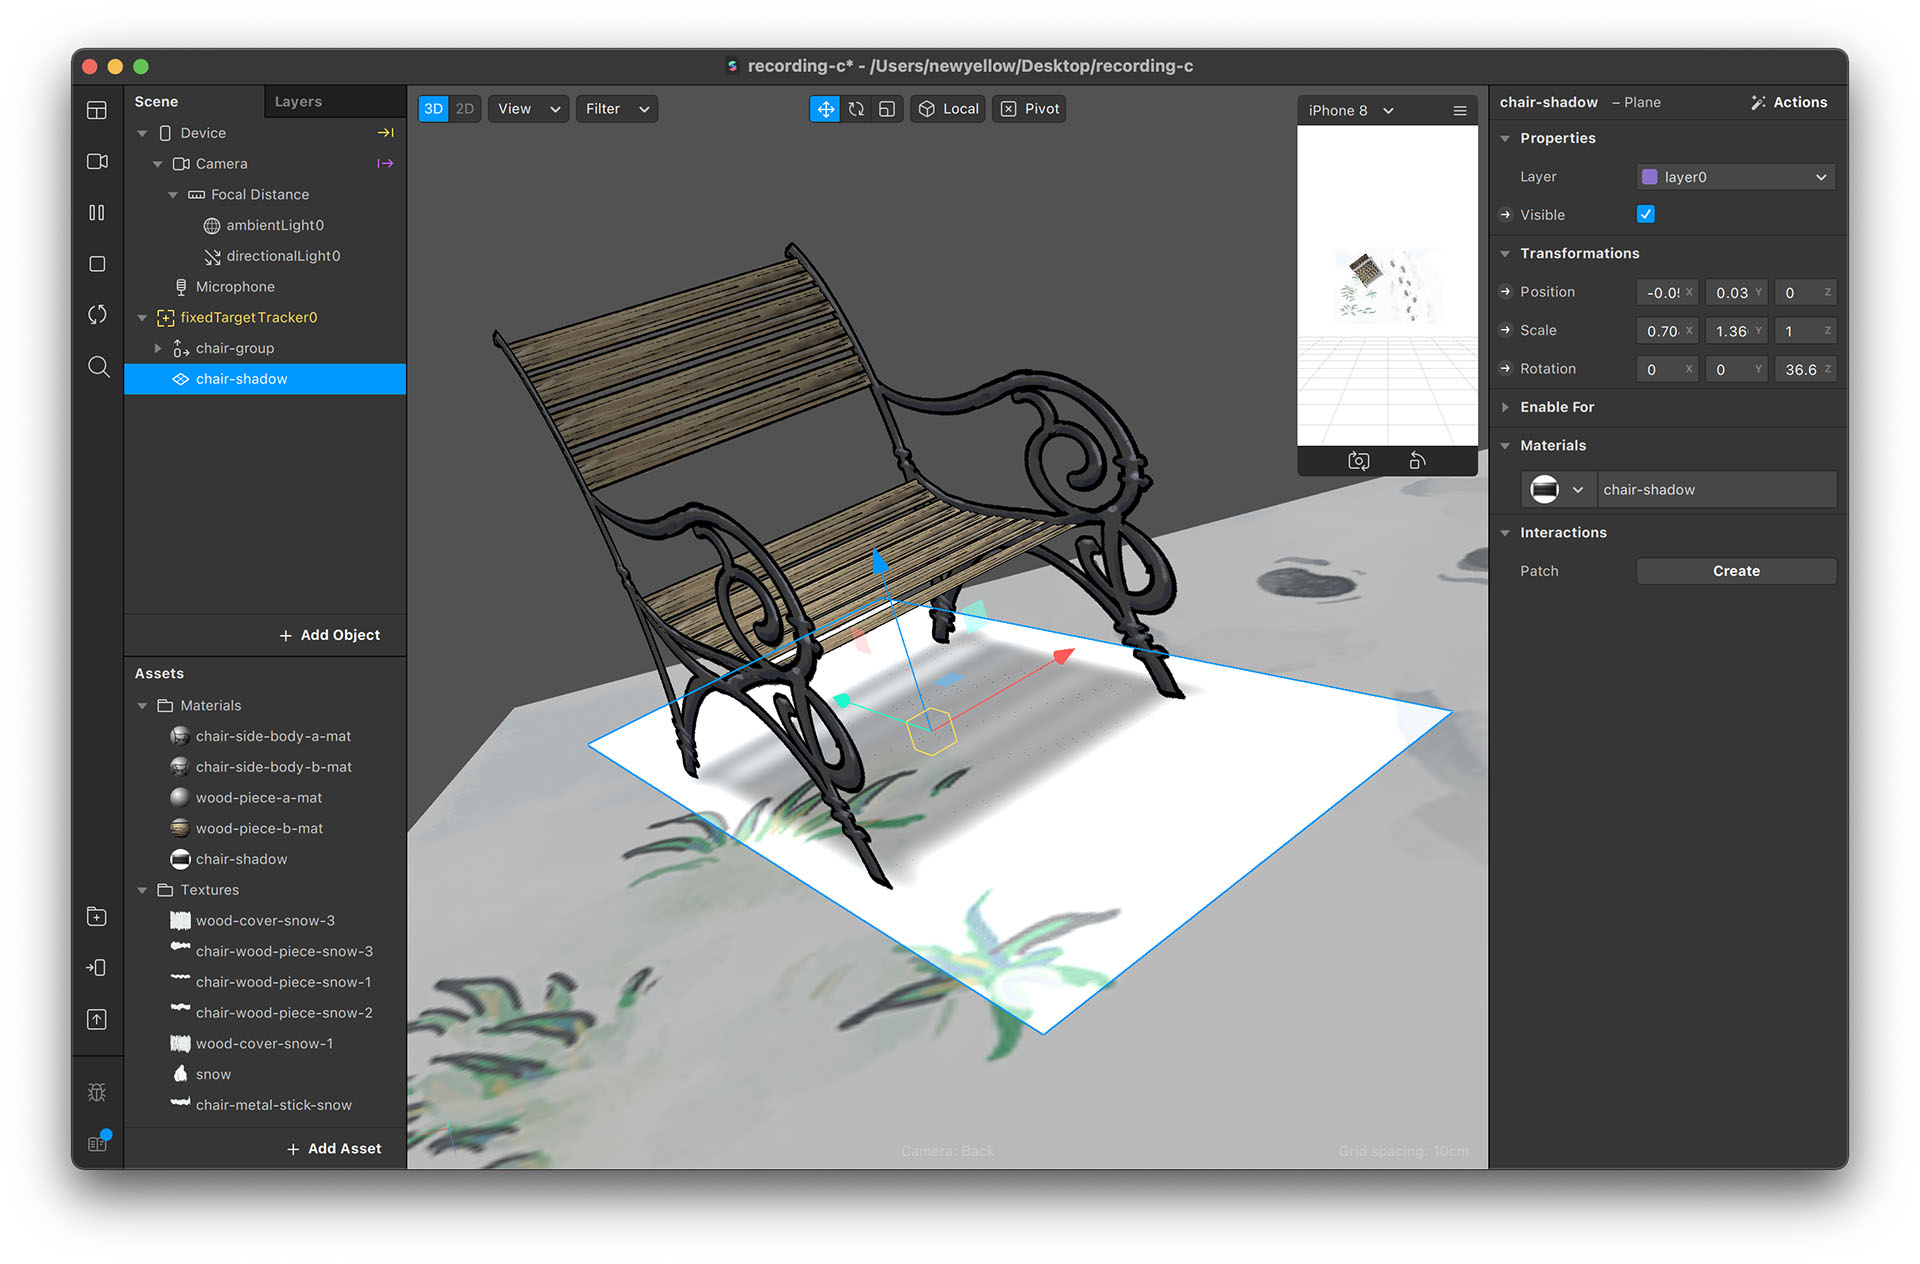 recording-c* - /Users/newyellow/Desktop/recording-c
Scene
Layers
Device
Camera
Focal Distance
ambientLight0
directionalLight0
Microphone
fixedTargetTracker0
chair-group
chair-shadow
+ Add Object
Assets
Materials
chair-side-body-a-mat
chair-side-body-b-mat
wood-piece-a-mat
wood-piece-b-mat
chair-shadow
Textures
wood-cover-snow-3
chair-wood-piece-snow-3
chair-wood-piece-snow-1
chair-wood-piece-snow-2
wood-cover-snow-1
snow
chair-metal-stick-snow
+ Add Asset
3D 2D View Filter Local Pivot
iPhone 8
Camera: Back
Grid spacing: 10cm
chair-shadow – Plane Actions
Properties
Layer layer0
Visible
Transformations
Position -0.0 X 0.03 Y 0 Z
Scale 0.70 X 1.36 Y 1 Z
Rotation 0 X 0 Y 36.6 Z
Enable For
Materials
chair-shadow
Interactions
Patch Create